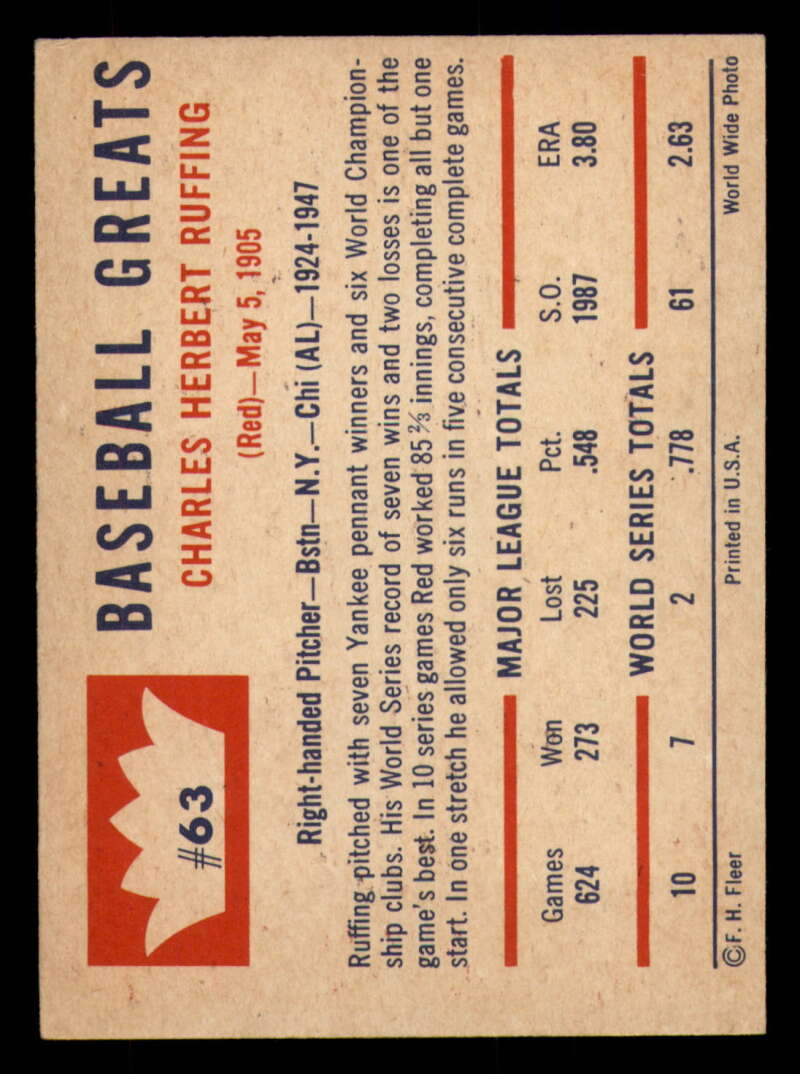 #63
BASEBALL GREATS
CHARLES HERBERT RUFFING
(Red)—May 5, 1905
Right-handed Pitcher—Bstn—N.Y.—Chi (AL)—1924-1947
Ruffing pitched with seven Yankee pennant winners and six World Champion-
ship clubs. His World Series record of seven wins and two losses is one of the
game's best. In 10 series games Red worked 85⅔ innings, completing all but one
start. In one stretch he allowed only six runs in five consecutive complete games.
MAJOR LEAGUE TOTALS
Games Won Lost Pct. S.O. ERA
624 273 225 .548 1987 3.80
WORLD SERIES TOTALS
10 7 2 .778 61 2.63
©F. H. Fleer Printed in U.S.A. World Wide Photo